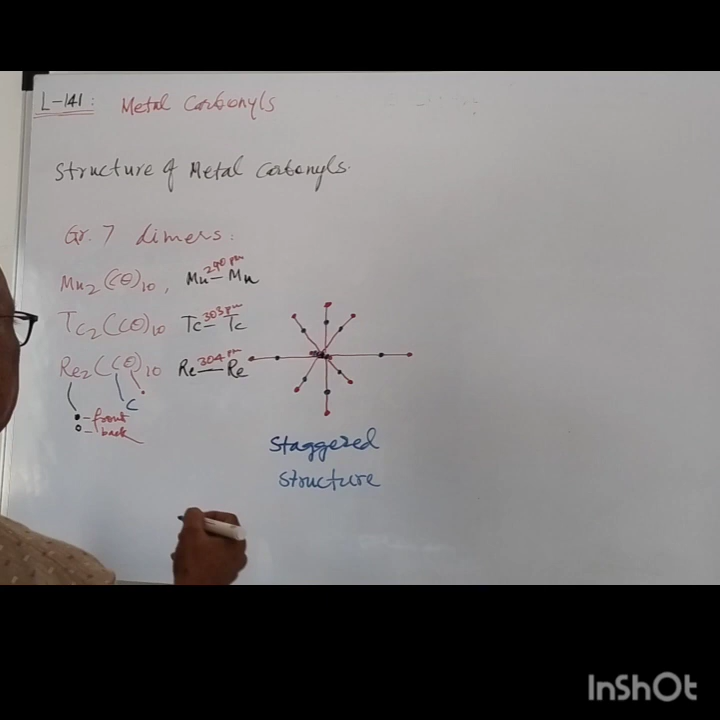 L-141: Metal Carbonyls
Structure of Metal Carbonyls.
Gr. 7 dimers:
Mn2(CO)10, Mn—Mn 290 pm
Tc2(CO)10 Tc—Tc 303 pm
Re2(CO)10 Re—Re 304 pm
C
front
back
Staggered
structure
InShOt